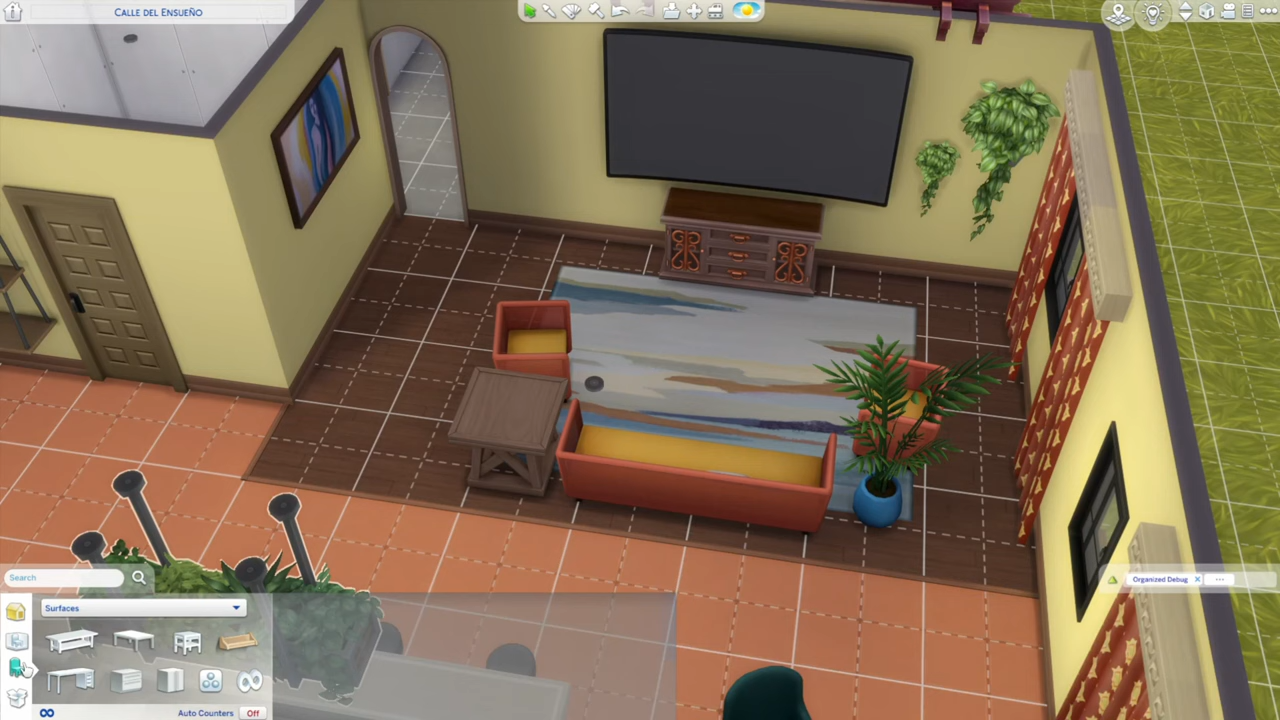 CALLE DEL ENSUEÑO
Search
Organized Debug
Surfaces
Auto Counters Off